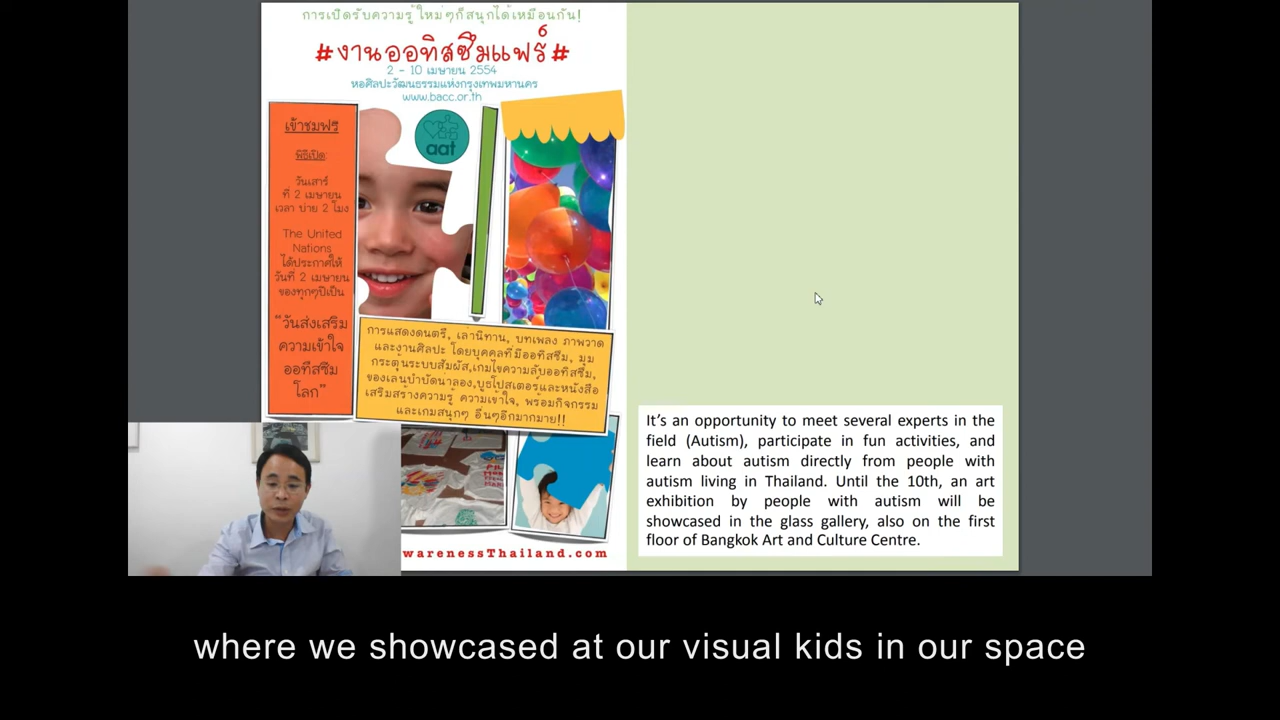 การเปิดรับความรู้ใหม่ๆก็สนุกได้เหมือนกัน!
#งานออทิสซึมแฟร์#
2 - 10 เมษายน 2554
หอศิลปะวัฒนธรรมแห่งกรุงเทพมหานคร
www.bacc.or.th
เข้าชมฟรี
พิธีเปิด:
วันเสาร์
ที่ 2 เมษายน
เวลา บ่าย 2 โมง
The United
Nations
ได้ประกาศให้
วันที่ 2 เมษายน
ของทุกๆปีเป็น
“วันส่งเสริม
ความเข้าใจ
ออทิสซึม
โลก”
aat
การแสดงดนตรี, เล่านิทาน, บทเพลง ภาพวาด
และงานศิลปะ โดยบุคคลที่มีออทิสซึม, มุม
กระตุ้นระบบสัมผัส,เกมไขความลับออทิสซึม,
ของเล่นบำบัดน่าลอง,บูธโปสเตอร์และหนังสือ
เสริมสร้างความรู้ ความเข้าใจ, พร้อมกิจกรรม
และเกมสนุกๆ อื่นๆอีกมากมาย!!
warenessThailand.com
It’s an opportunity to meet several experts in the
field (Autism), participate in fun activities, and
learn about autism directly from people with
autism living in Thailand. Until the 10th, an art
exhibition by people with autism will be
showcased in the glass gallery, also on the first
floor of Bangkok Art and Culture Centre.
where we showcased at our visual kids in our space